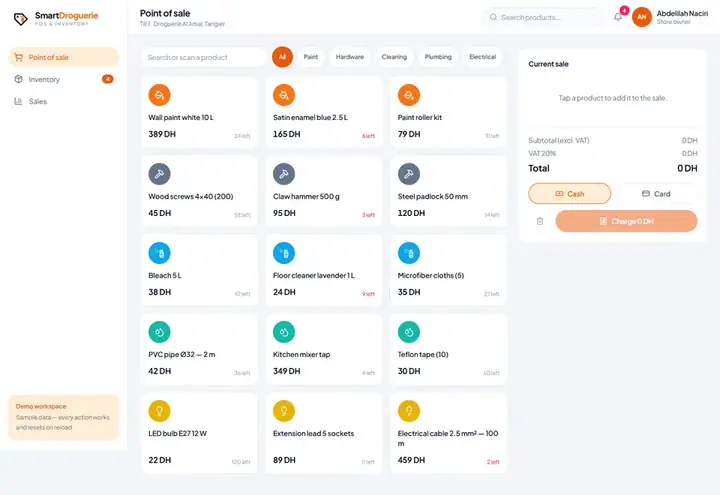 SmartDroguerie
POS & INVENTORY
Point of sale
Till 1 · Droguerie Al Amal, Tangier
Search products...
4
AN
Abdelilah Naciri
Store owner
Point of sale
Inventory
4
Sales
Search or scan a product
All
Paint
Hardware
Cleaning
Plumbing
Electrical
Wall paint white 10 L
389 DH
24 left
Satin enamel blue 2.5 L
165 DH
6 left
Paint roller kit
79 DH
31 left
Wood screws 4×40 (200)
45 DH
58 left
Claw hammer 500 g
95 DH
3 left
Steel padlock 50 mm
120 DH
14 left
Bleach 5 L
38 DH
42 left
Floor cleaner lavender 1 L
24 DH
9 left
Microfiber cloths (5)
35 DH
27 left
PVC pipe Ø32 — 2 m
42 DH
36 left
Kitchen mixer tap
349 DH
left
Teflon tape (10)
30 DH
left
LED bulb E27 12 W
22 DH
120 left
Extension lead 5 sockets
89 DH
11 left
Electrical cable 2.5 mm² — 100
m
459 DH
2 left
Current sale
Tap a product to add it to the sale.
Subtotal (excl. VAT)
0 DH
VAT 20%
0 DH
Total
0 DH
Cash
Card
Charge 0 DH
Demo workspace
Sample data — every action works
and resets on reload